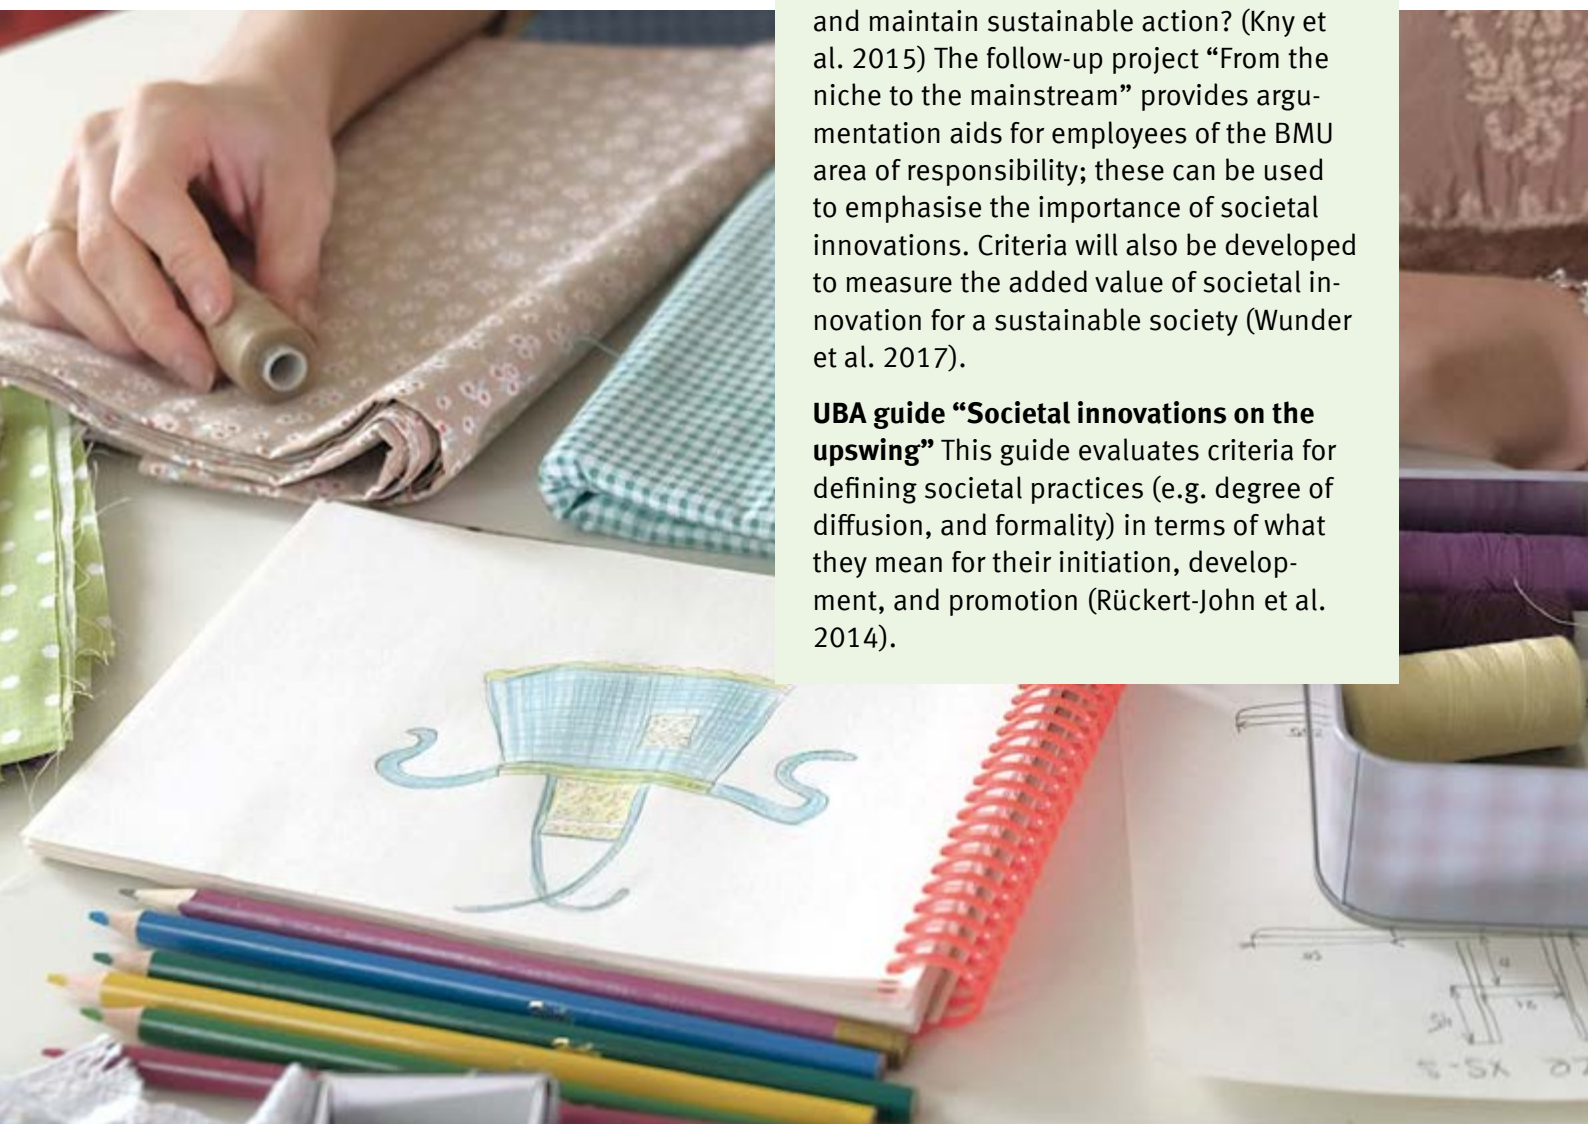 and maintain sustainable action? (Kny et
al. 2015) The follow-up project “From the
niche to the mainstream” provides argu-
mentation aids for employees of the BMU
area of responsibility; these can be used
to emphasise the importance of societal
innovations. Criteria will also be developed
to measure the added value of societal in-
novation for a sustainable society (Wunder
et al. 2017).
UBA guide “Societal innovations on the
upswing” This guide evaluates criteria for
defining societal practices (e.g. degree of
diffusion, and formality) in terms of what
they mean for their initiation, develop-
ment, and promotion (Rückert-John et al.
2014).